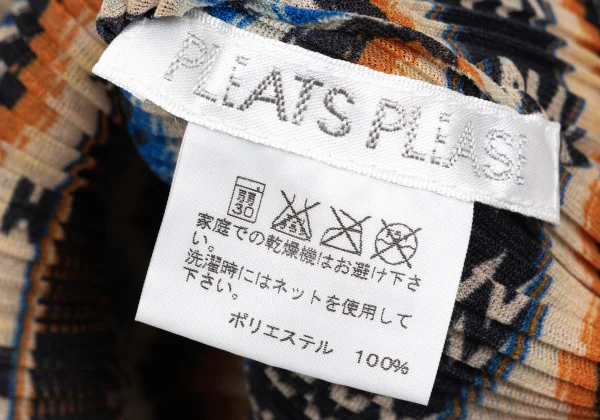 PLEATS PLEASE
弱 30
家庭での乾燥機はお避け下さ
い。
洗濯時にはネットを使用して
下さい。
ポリエステル 100%